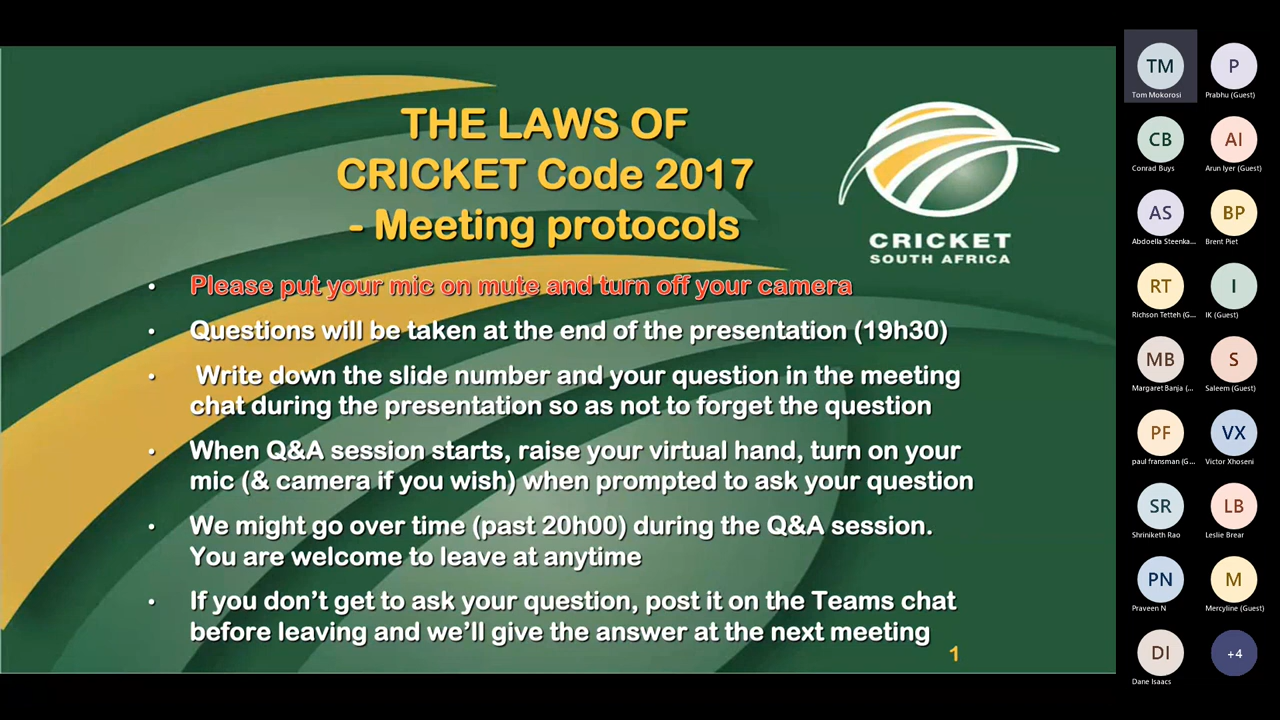 THE LAWS OF
CRICKET Code 2017
- Meeting protocols
CRICKET
SOUTH AFRICA
• Please put your mic on mute and turn off your camera
• Questions will be taken at the end of the presentation (19h30)
• Write down the slide number and your question in the meeting
chat during the presentation so as not to forget the question
• When Q&A session starts, raise your virtual hand, turn on your
mic (& camera if you wish) when prompted to ask your question
• We might go over time (past 20h00) during the Q&A session.
You are welcome to leave at anytime
• If you don't get to ask your question, post it on the Teams chat
before leaving and we'll give the answer at the next meeting
1
TM
Tom Mokorosi
P
Prabhu (Guest)
CB
Conrad Buys
AI
Arun Iyer (Guest)
AS
Abdoella Steenka...
BP
Brent Piet
RT
Richson Tetteh (G...
I
IK (Guest)
MB
Margaret Banja (...
S
Saleem (Guest)
PF
paul fransman (G...
VX
Victor Xhoseni
SR
Shriniketh Rao
LB
Leslie Brear
PN
Praveen N
M
Mercyline (Guest)
DI
Dane Isaacs
+4